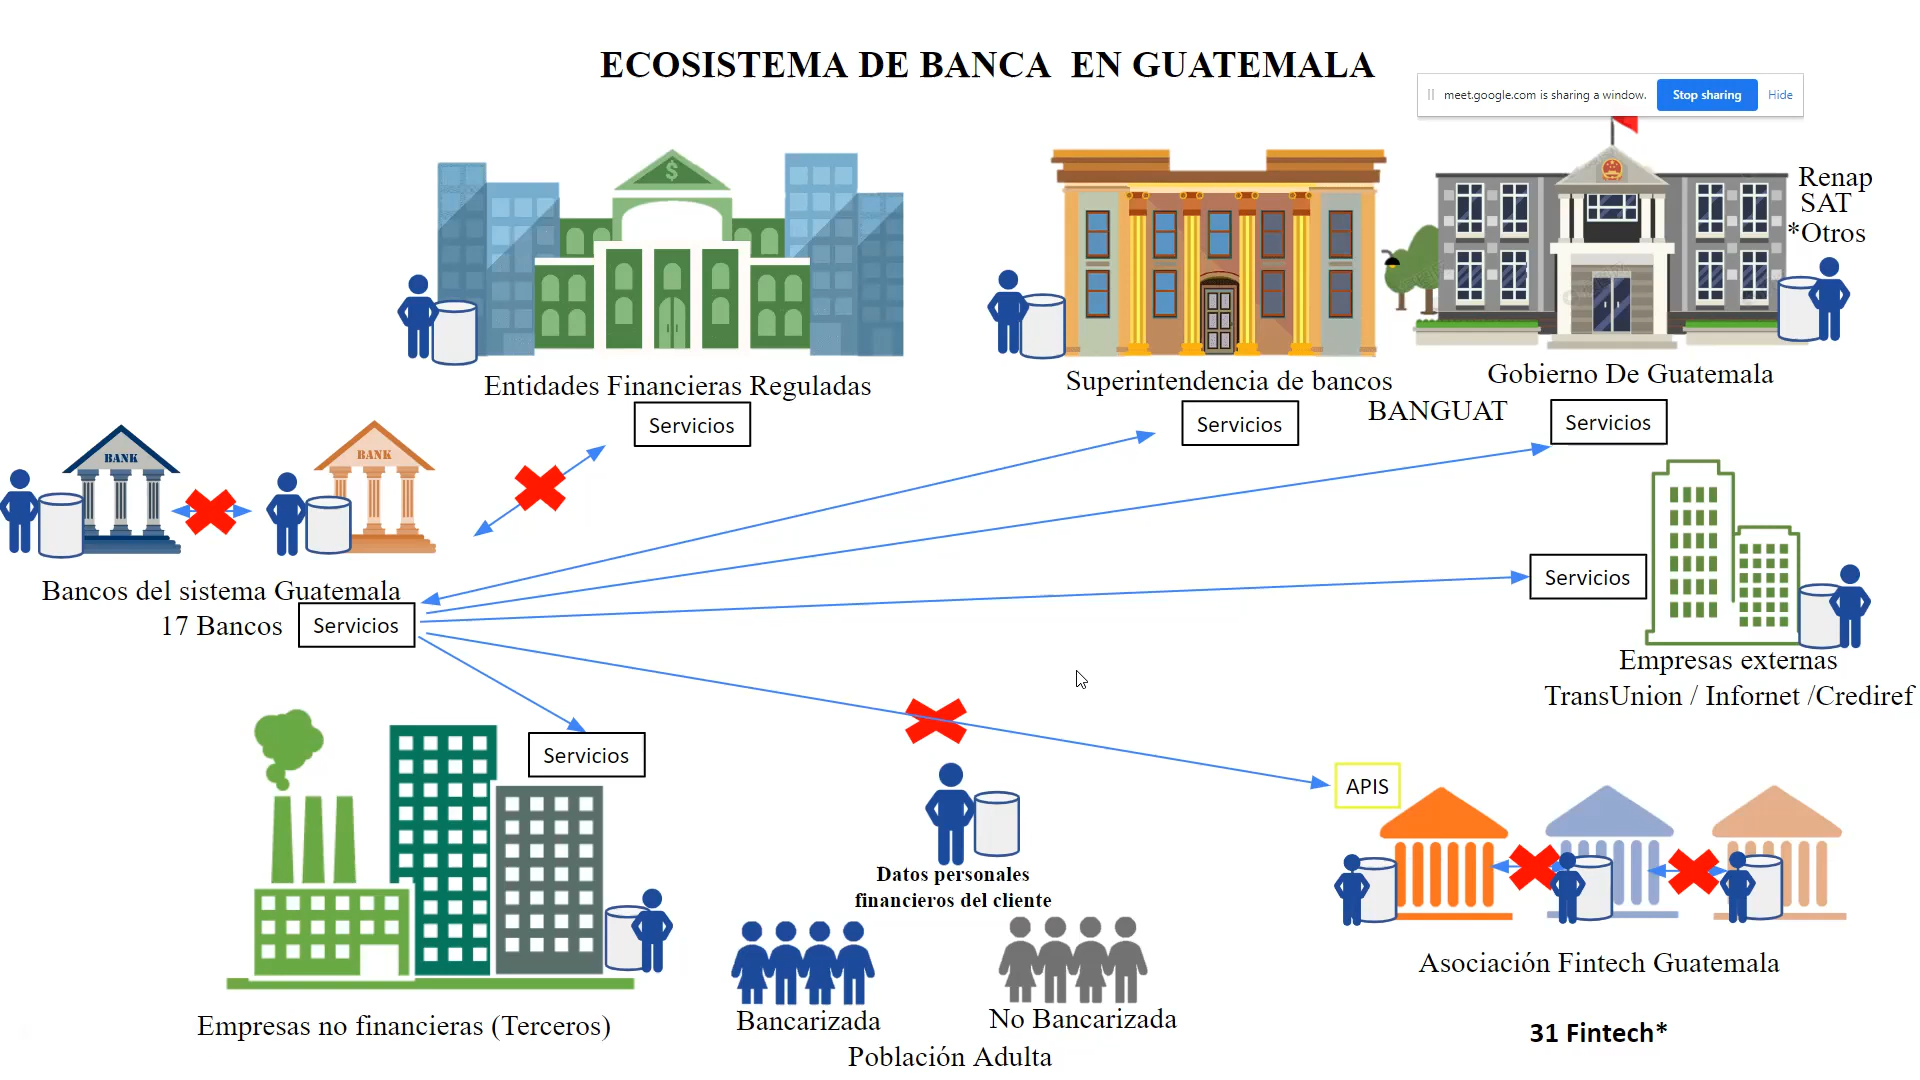 ECOSISTEMA DE BANCA EN GUATEMALA
meet.google.com is sharing a window.
Stop sharing
Hide
$
Renap
SAT
*Otros
Entidades Financieras Reguladas
Servicios
Superintendencia de bancos
BANGUAT
Servicios
Gobierno De Guatemala
Servicios
BANK
BANK
Bancos del sistema Guatemala
17 Bancos
Servicios
Servicios
Empresas externas
TransUnion / Infornet /Crediref
Servicios
APIS
Datos personales
financieros del cliente
Asociación Fintech Guatemala
31 Fintech*
Empresas no financieras (Terceros)
Bancarizada
No Bancarizada
Población Adulta